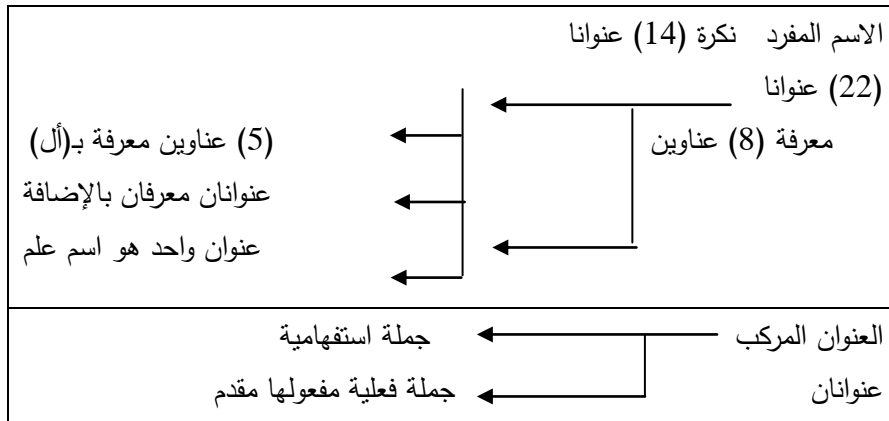 الاسم المفرد نكرة (14) عنوانا
(22) عنوانا
معرفة (8) عناوين
(5) عناوين معرفة بـ(أل)
عنوانان معرفان بالإضافة
عنوان واحد هو اسم علم
العنوان المركب جملة استفهامية
عنوانان جملة فعلية مفعولها مقدم